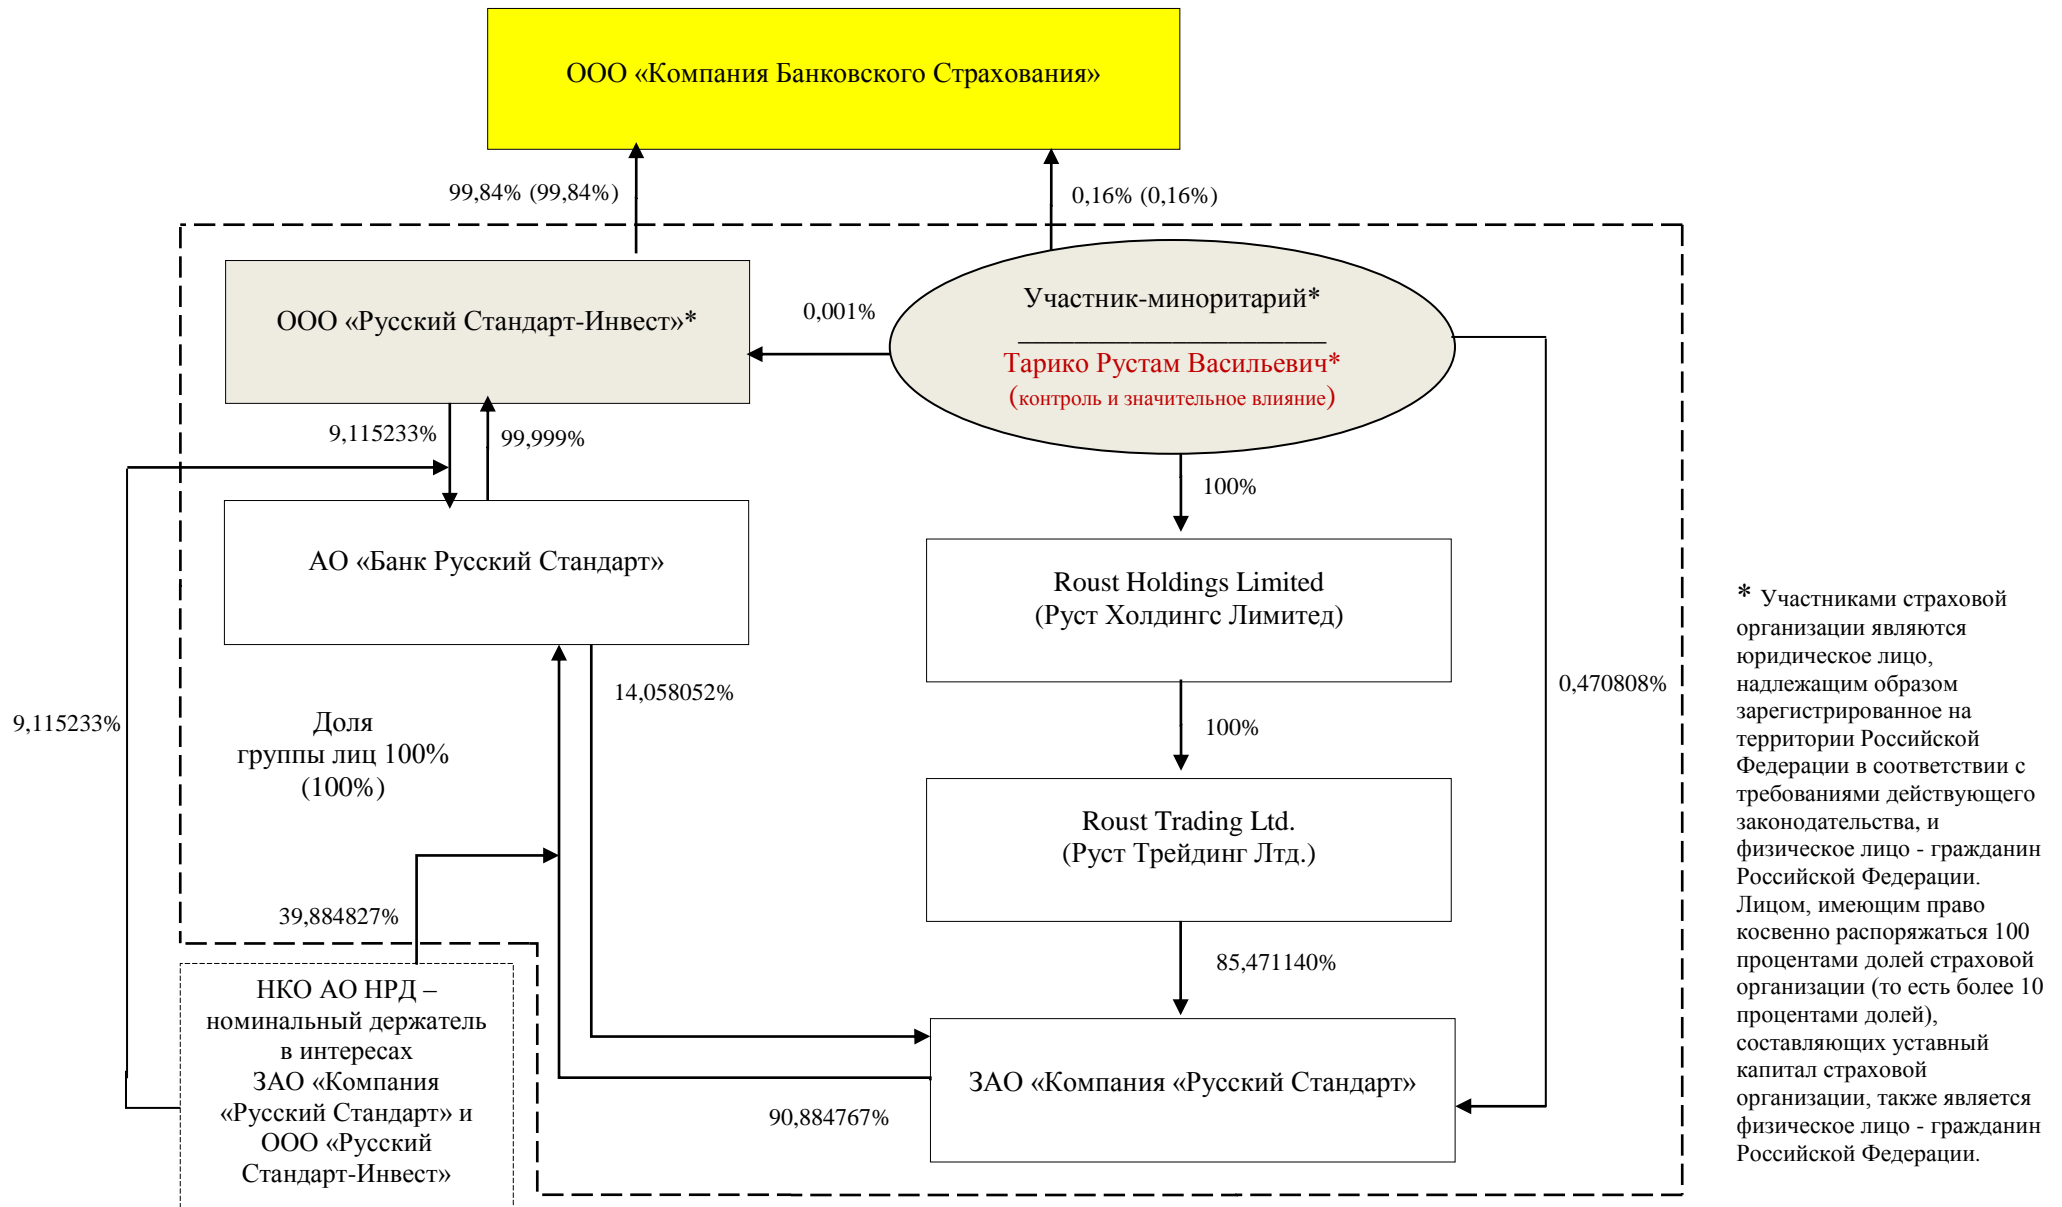 ООО «Компания Банковского Страхования»
99,84% (99,84%)
0,16% (0,16%)
ООО «Русский Стандарт-Инвест»*
0,001%
Участник-миноритарий*
Тарико Рустам Васильевич*
(контроль и значительное влияние)
9,115233%
99,999%
100%
АО «Банк Русский Стандарт»
Roust Holdings Limited
(Руст Холдингс Лимитед)
14,058052%
0,470808%
9,115233%
Доля
группы лиц 100%
(100%)
100%
Roust Trading Ltd.
(Руст Трейдинг Лтд.)
39,884827%
85,471140%
НКО АО НРД –
номинальный держатель
в интересах
ЗАО «Компания
«Русский Стандарт» и
ООО «Русский
Стандарт-Инвест»
90,884767%
ЗАО «Компания «Русский Стандарт»
* Участниками страховой
организации являются
юридическое лицо,
надлежащим образом
зарегистрированное на
территории Российской
Федерации в соответствии с
требованиями действующего
законодательства, и
физическое лицо - гражданин
Российской Федерации.
Лицом, имеющим право
косвенно распоряжаться 100
процентами долей страховой
организации (то есть более 10
процентами долей),
составляющих уставный
капитал страховой
организации, также является
физическое лицо - гражданин
Российской Федерации.